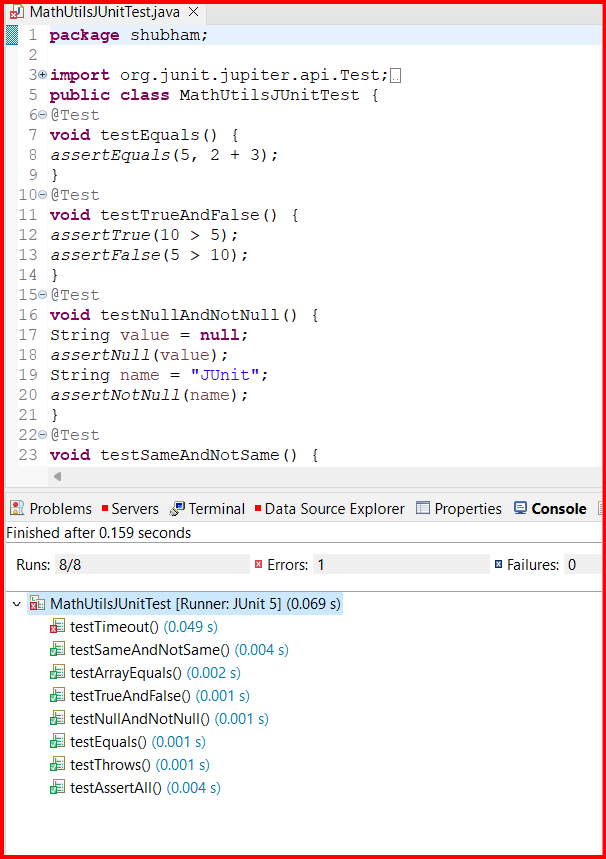 MathUtilsJUnitTest.java
1 package shubham;
2
3 import org.junit.jupiter.api.Test;
5 public class MathUtilsJUnitTest {
6 @Test
7 void testEquals() {
8 assertEquals(5, 2 + 3);
9 }
10 @Test
11 void testTrueAndFalse() {
12 assertTrue(10 > 5);
13 assertFalse(5 > 10);
14 }
15 @Test
16 void testNullAndNotNull() {
17 String value = null;
18 assertNull(value);
19 String name = "JUnit";
20 assertNotNull(name);
21 }
22 @Test
23 void testSameAndNotSame() {
Problems Servers Terminal Data Source Explorer Properties Console
Finished after 0.159 seconds
Runs: 8/8 Errors: 1 Failures: 0
MathUtilsJUnitTest [Runner: JUnit 5] (0.069 s)
testTimeout() (0.049 s)
testSameAndNotSame() (0.004 s)
testArrayEquals() (0.002 s)
testTrueAndFalse() (0.001 s)
testNullAndNotNull() (0.001 s)
testEquals() (0.001 s)
testThrows() (0.001 s)
testAssertAll() (0.004 s)